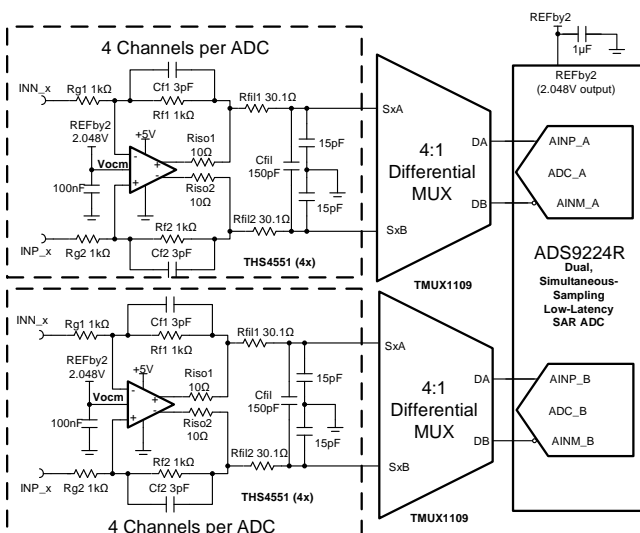 4 Channels per ADC
INN_x
Rg1 1kΩ
Cf1 3pF
Rf1 1kΩ
REFby2
2.048V
Vocm
+5V
-
+
-
+
Riso1
10Ω
Riso2
10Ω
100nF
INP_x
Rg2 1kΩ
Rf2 1kΩ
Cf2 3pF
Rfil1 30.1Ω
Cfil
150pF
15pF
15pF
Rfil2 30.1Ω
THS4551 (4x)
SxA
SxB
4:1
Differential
MUX
DA
DB
TMUX1109
REFby2
1µF
REFby2
(2.048V output)
AINP_A
ADC_A
AINM_A
ADS9224R
Dual,
Simultaneous-
Sampling
Low-Latency
SAR ADC
INN_x
Rg1 1kΩ
Cf1 3pF
Rf1 1kΩ
REFby2
2.048V
Vocm
+5V
-
+
-
+
Riso1
10Ω
Riso2
10Ω
100nF
INP_x
Rg2 1kΩ
Rf2 1kΩ
Cf2 3pF
Rfil1 30.1Ω
Cfil
150pF
15pF
15pF
Rfil2 30.1Ω
THS4551 (4x)
4 Channels per ADC
SxA
SxB
4:1
Differential
MUX
DA
DB
TMUX1109
AINP_B
ADC_B
AINM_B